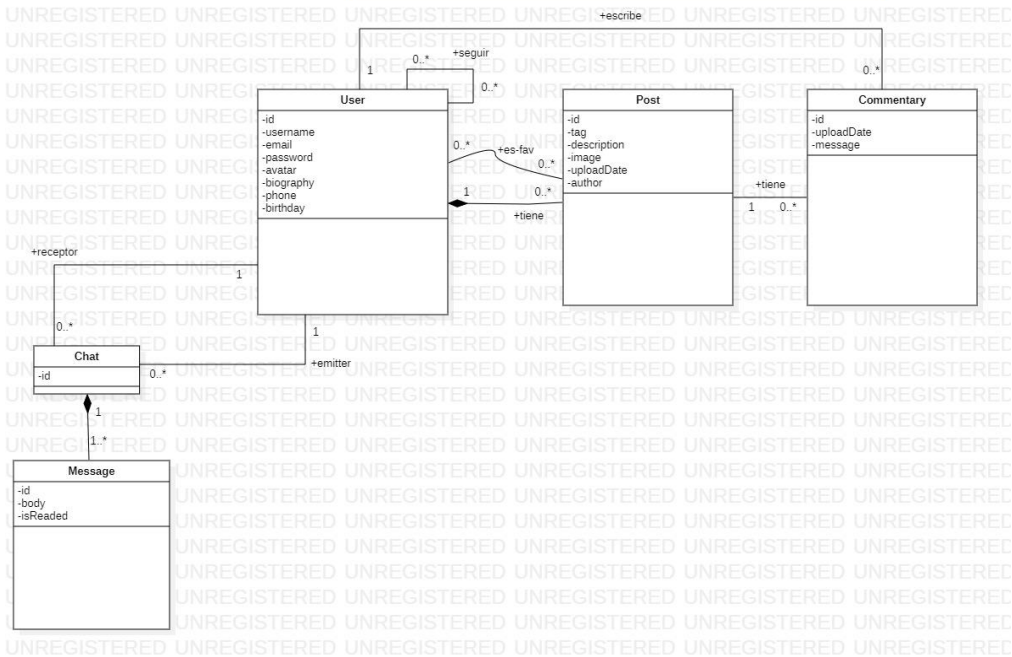 +escribe
+seguir
0..*
1
0..*
0..*
User
-id
-username
-email
-password
-avatar
-biography
-phone
-birthday
Post
-id
-tag
-description
-image
-uploadDate
-author
Commentary
-id
-uploadDate
-message
0..*
+es-fav
0..*
1
0..*
+tiene
+tiene
1
0..*
+receptor
1
0..*
1
+emitter
0..*
Chat
-id
1
1..*
Message
-id
-body
-isReaded
UNREGISTERED